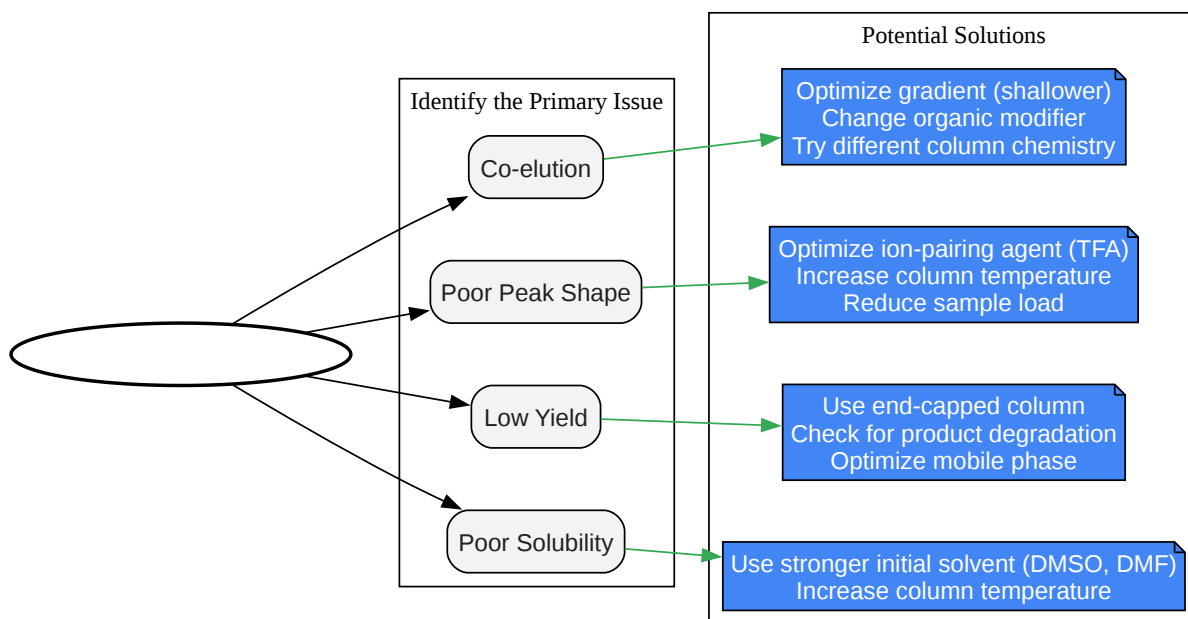 Potential Solutions
Identify the Primary Issue
Optimize gradient (shallower)
Change organic modifier
Try different column chemistry
Co-elution
Optimize ion-pairing agent (TFA)
Increase column temperature
Reduce sample load
Poor Peak Shape
Use end-capped column
Check for product degradation
Optimize mobile phase
Low Yield
Use stronger initial solvent (DMSO, DMF)
Increase column temperature
Poor Solubility